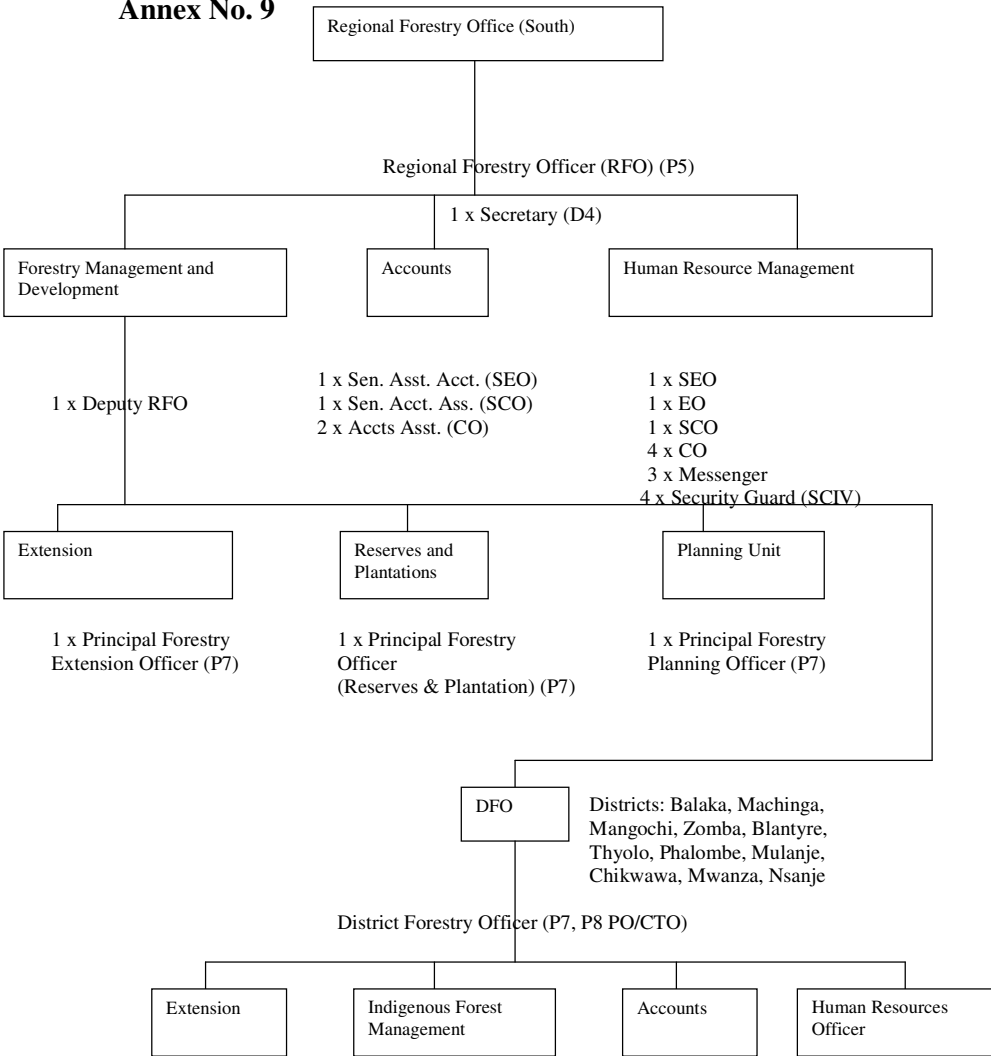 Annex No. 9
Regional Forestry Office (South)
Regional Forestry Officer (RFO) (P5)
1 x Secretary (D4)
Forestry Management and
Development
Accounts
Human Resource Management
1 x Deputy RFO
1 x Sen. Asst. Acct. (SEO)
1 x Sen. Acct. Ass. (SCO)
2 x Accts Asst. (CO)
1 x SEO
1 x EO
1 x SCO
4 x CO
3 x Messenger
4 x Security Guard (SCIV)
Extension
Reserves and
Plantations
Planning Unit
1 x Principal Forestry
Extension Officer (P7)
1 x Principal Forestry
Officer
(Reserves & Plantation) (P7)
1 x Principal Forestry
Planning Officer (P7)
DFO
Districts: Balaka, Machinga,
Mangochi, Zomba, Blantyre,
Thyolo, Phalombe, Mulanje,
Chikwawa, Mwanza, Nsanje
District Forestry Officer (P7, P8 PO/CTO)
Extension
Indigenous Forest
Management
Accounts
Human Resources
Officer